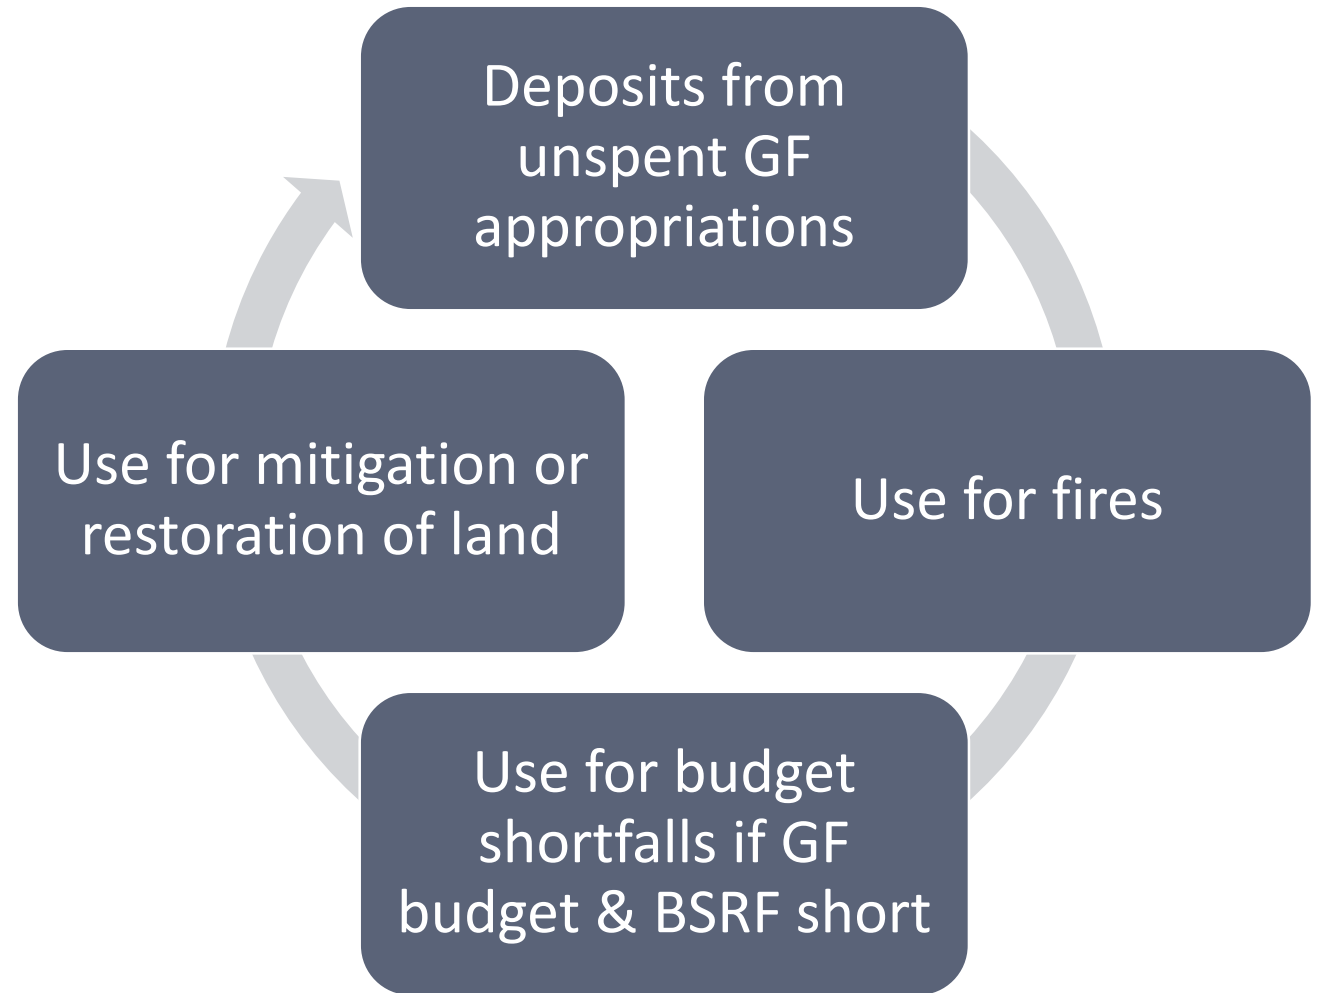 Deposits from
unspent GF
appropriations
Use for mitigation or
restoration of land
Use for fires
Use for budget
shortfalls if GF
budget & BSRF short